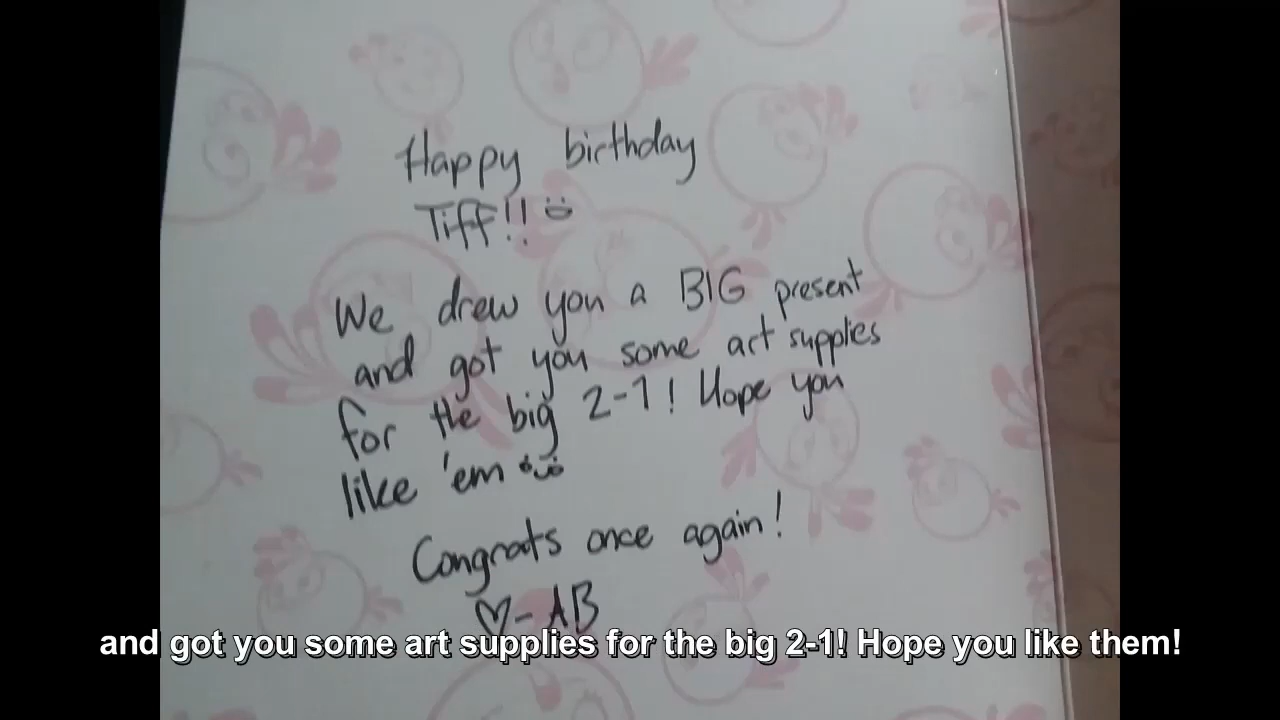 Happy birthday
Tiff!!
We drew you a BIG present
and got you some art supplies
for the big 2-1! Hope you
like 'em
Congrats once again!
♡-AB
and got you some art supplies for the big 2-1! Hope you like them!